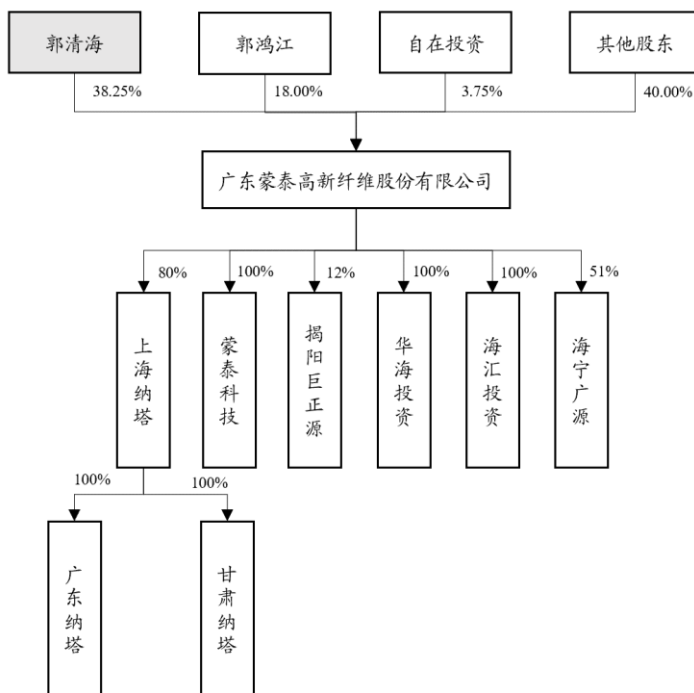 郭清海
郭鸿江
自在投资
其他股东
38.25%
18.00%
3.75%
40.00%
广东蒙泰高新纤维股份有限公司
80%
100%
12%
100%
100%
51%
上海纳塔
蒙泰科技
揭阳巨正源
华海投资
海汇投资
海宁广源
100%
100%
广东纳塔
甘肃纳塔